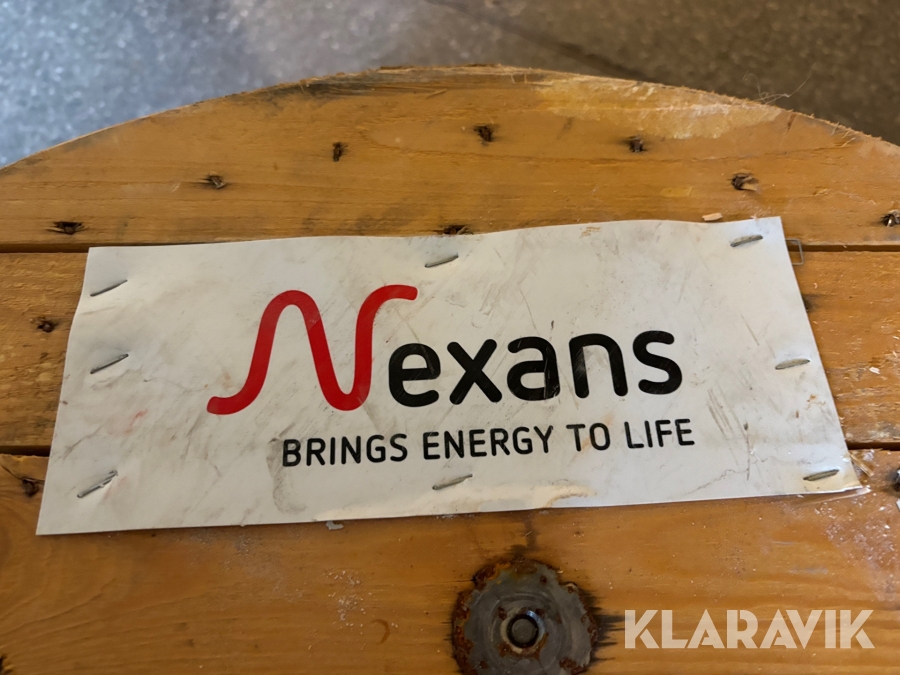 Nexans
BRINGS ENERGY TO LIFE
KLARAVIK